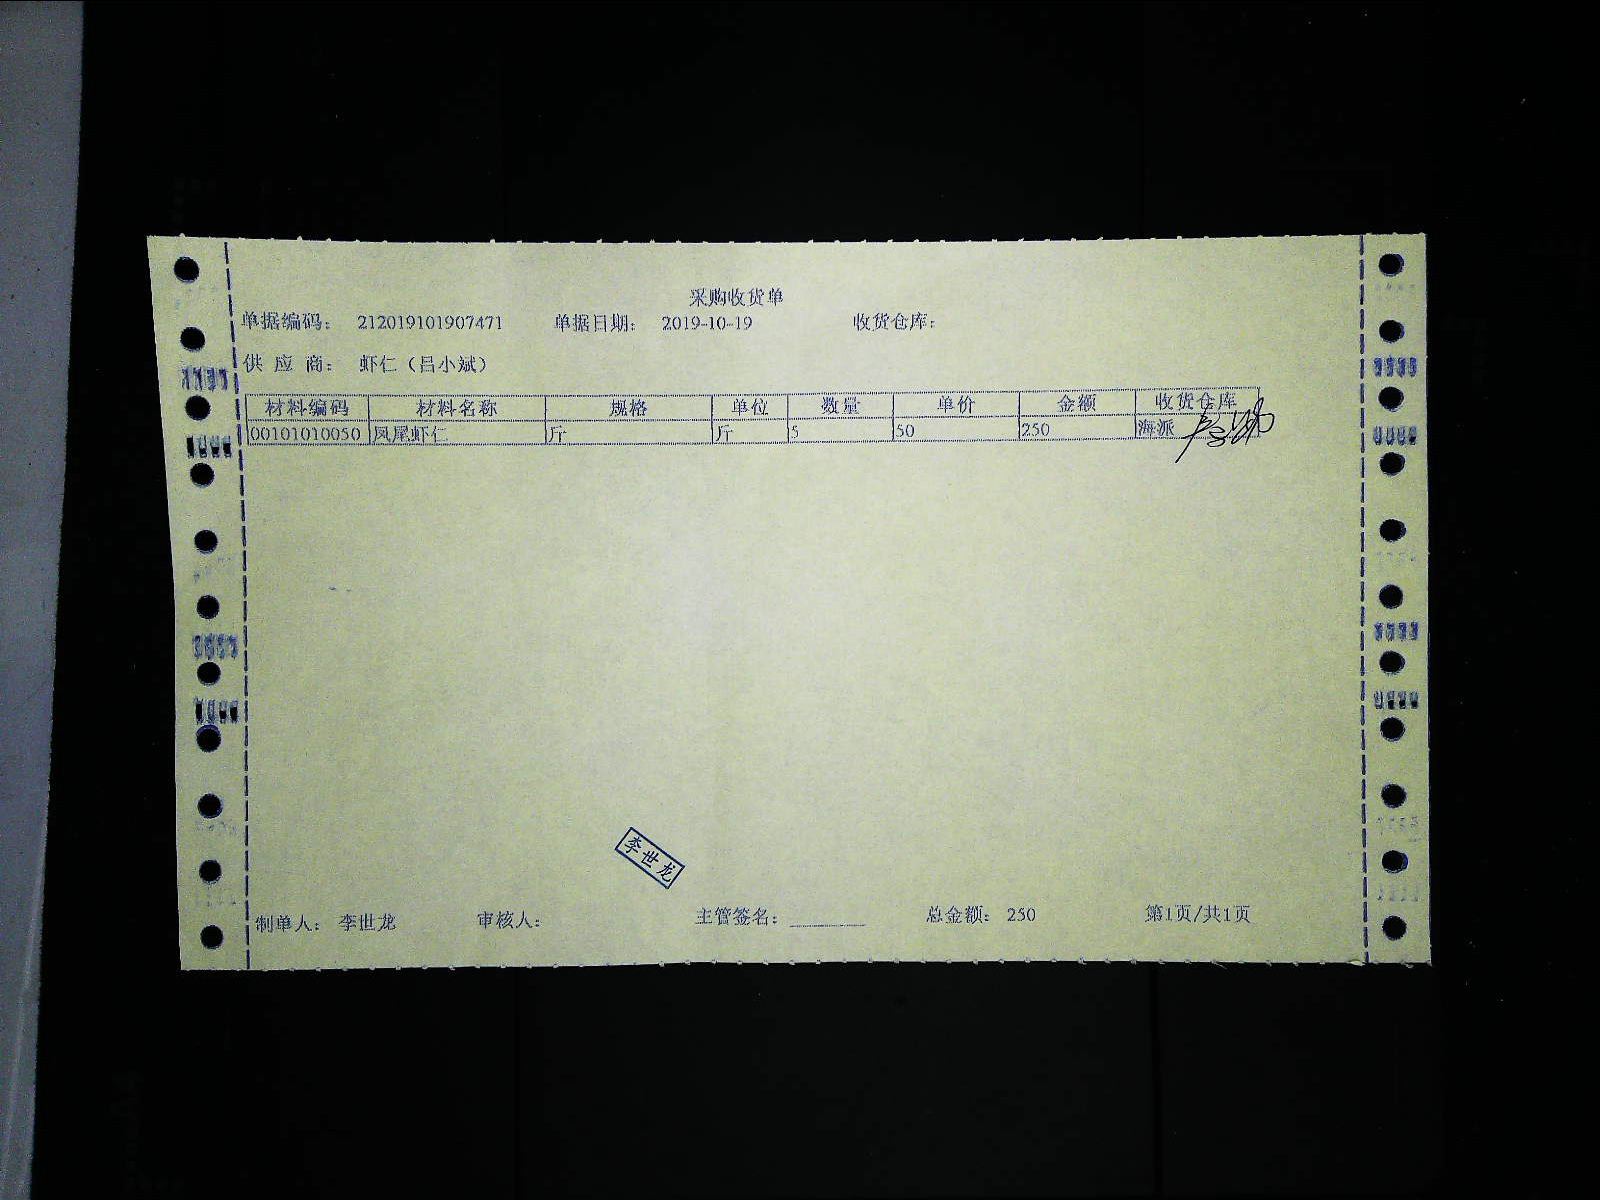 采购收货单
单据编码： 212019101907471 单据日期： 2019-10-19 收货仓库：
供 应 商： 虾仁（吕小斌）
材料编码 材料名称 规格 单位 数量 单价 金额 收货仓库
00101010050 凤尾虾仁 斤 斤 5 50 250 海派
李世龙
制单人： 李世龙 审核人： 主管签名： 总金额： 250 第1页/共1页